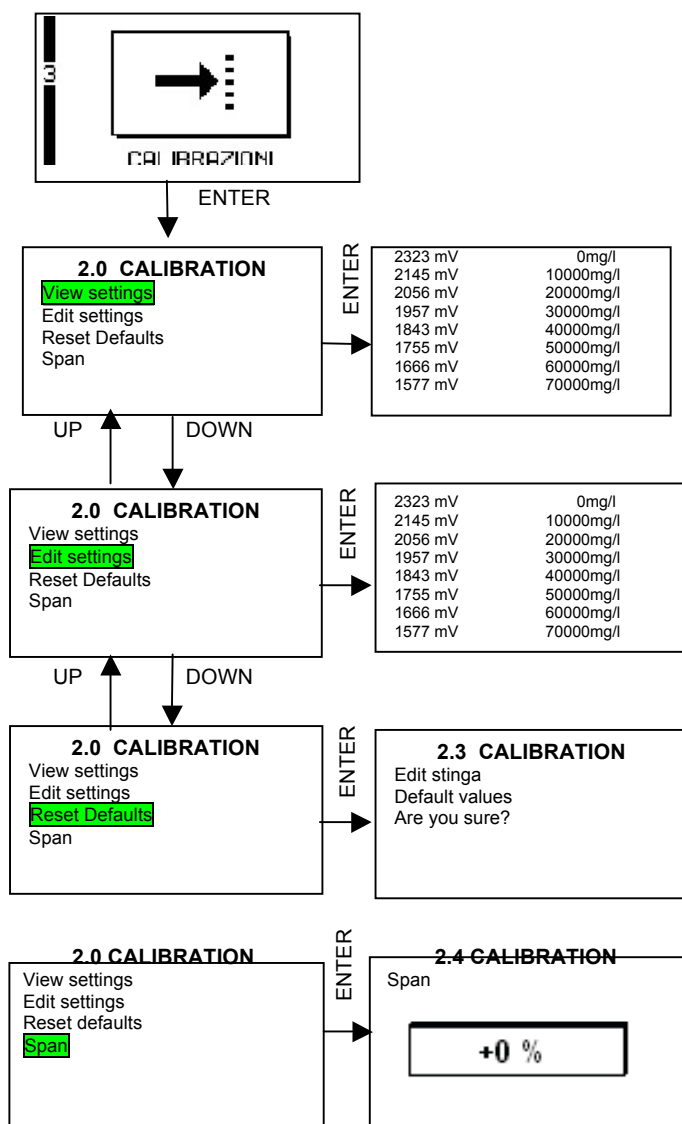 3
CALIBRAZIONI
ENTER
2.0 CALIBRATION
View settings
Edit settings
Reset Defaults
Span
ENTER
2323 mV 0mg/l
2145 mV 10000mg/l
2056 mV 20000mg/l
1957 mV 30000mg/l
1843 mV 40000mg/l
1755 mV 50000mg/l
1666 mV 60000mg/l
1577 mV 70000mg/l
UP DOWN
2.0 CALIBRATION
View settings
Edit settings
Reset Defaults
Span
ENTER
2323 mV 0mg/l
2145 mV 10000mg/l
2056 mV 20000mg/l
1957 mV 30000mg/l
1843 mV 40000mg/l
1755 mV 50000mg/l
1666 mV 60000mg/l
1577 mV 70000mg/l
UP DOWN
2.0 CALIBRATION
View settings
Edit settings
Reset Defaults
Span
ENTER
2.3 CALIBRATION
Edit stinga
Default values
Are you sure?
2.0 CALIBRATION
View settings
Edit settings
Reset defaults
Span
ENTER
2.4 CALIBRATION
Span
+0 %